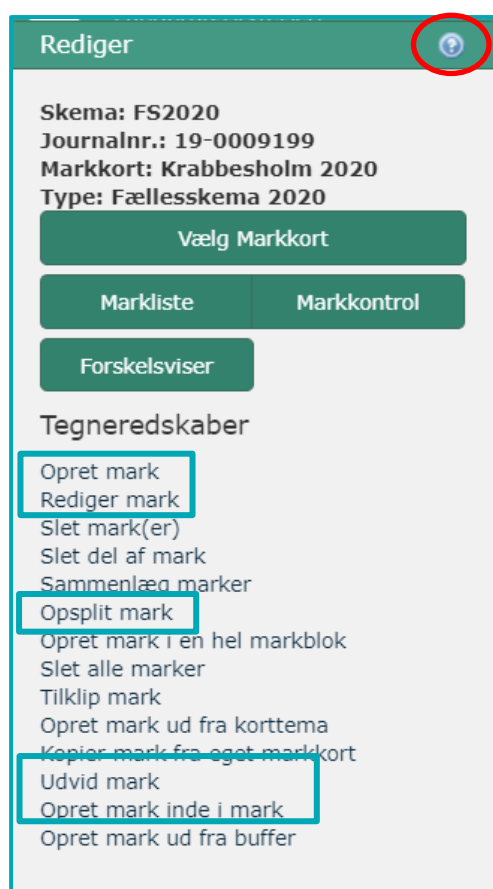 Rediger
Skema: FS2020
Journalnr.: 19-0009199
Markkort: Krabbesholm 2020
Type: Fællesskema 2020
Vælg Markkort
Markliste Markkontrol
Forskelsviser
Tegneredskaber
Opret mark
Rediger mark
Slet mark(er)
Slet del af mark
Sammenlæg marker
Opsplit mark
Opret mark i en hel markblok
Slet alle marker
Tilklip mark
Opret mark ud fra korttema
Kopier mark fra eget markkort
Udvid mark
Opret mark inde i mark
Opret mark ud fra buffer